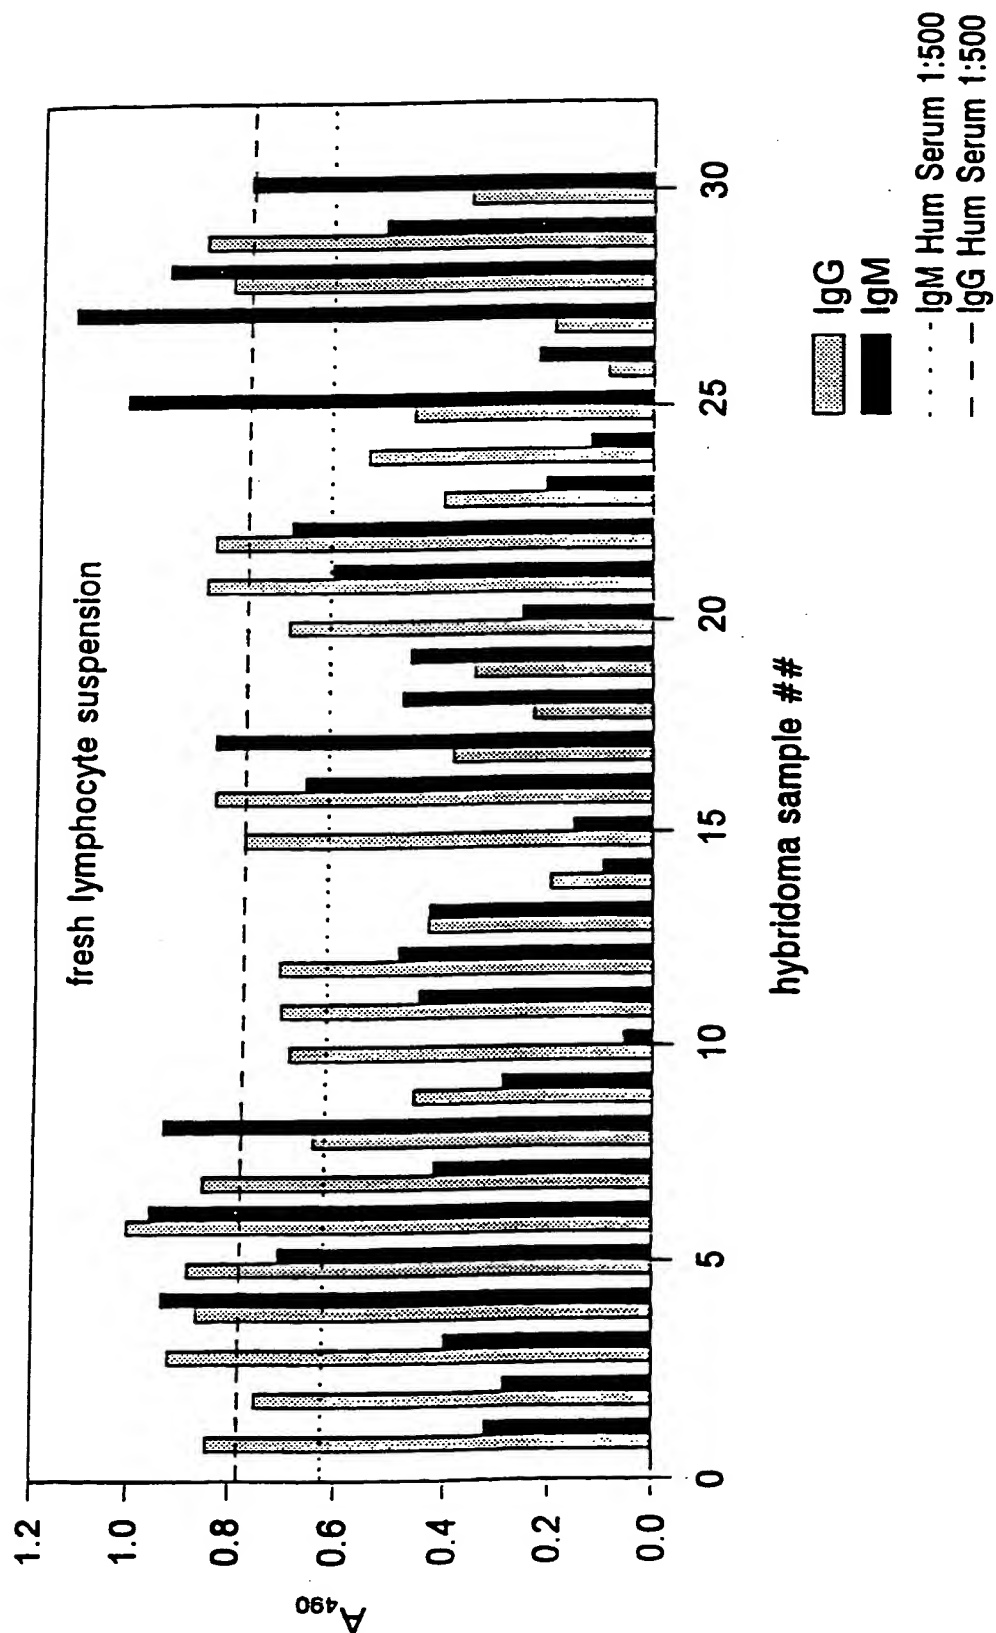 fresh lymphocyte suspension
A490
1.2
1.0
0.8
0.6
0.4
0.2
0.0
0 5 10 15 20 25 30
hybridoma sample ##
IgG
IgM
IgM Hum Serum 1:500
IgG Hum Serum 1:500